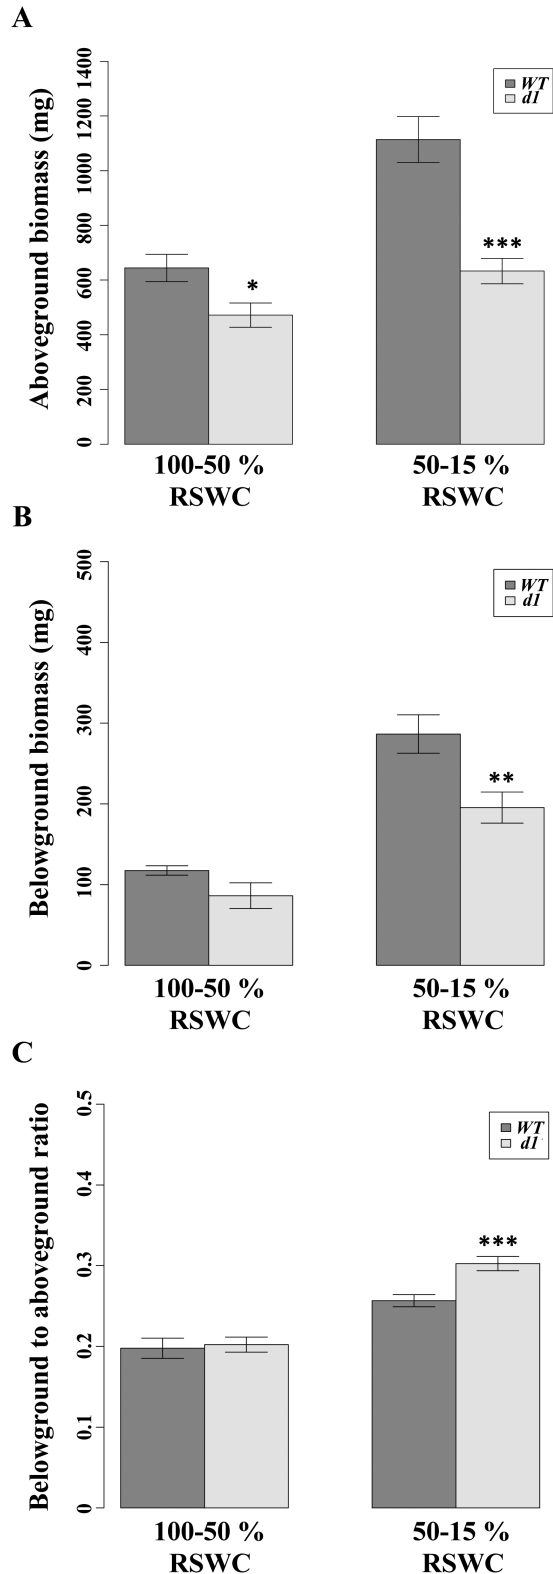 A
Aboveground biomass (mg)
1400
1200
1000
800
600
400
200
0
WT
d1
*
***
100-50 %
RSWC
50-15 %
RSWC
B
Belowground biomass (mg)
500
400
300
200
100
0
WT
d1
**
100-50 %
RSWC
50-15 %
RSWC
C
Belowground to aboveground ratio
0.5
0.4
0.3
0.2
0.1
0
WT
d1
***
100-50 %
RSWC
50-15 %
RSWC